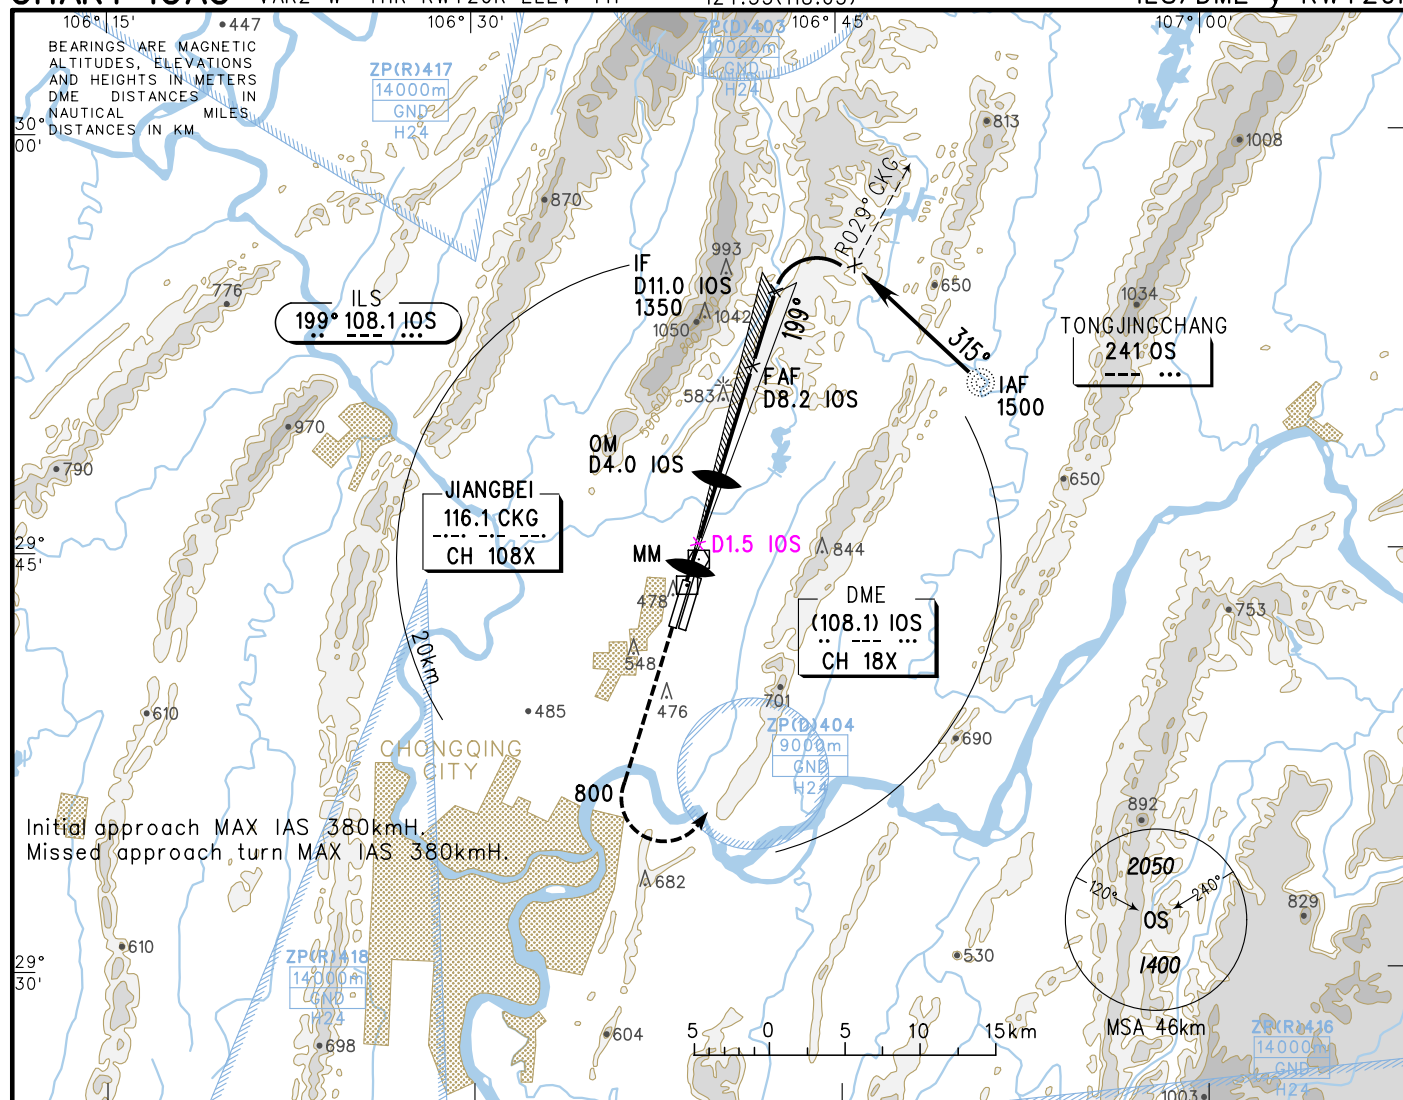 106° 15'
106° 30'
106° 45'
107° 00'
447
BEARINGS ARE MAGNETIC
ALTITUDES, ELEVATIONS
AND HEIGHTS IN METERS
DME DISTANCES IN
NAUTICAL MILES
DISTANCES IN KM
ZP(R)417
14000m
GND
H24
ZP(D)403
10000m
GND
H24
30°
00'
813
1008
870
R029° CKG
993
IF
D11.0 IOS
1350
1050
1042
650
776
ILS
199° 108.1 IOS
199°
1034
TONGJINGCHANG
241 OS
315°
IAF
1500
FAF
D8.2 IOS
583
970
790
OM
D4.0 IOS
650
JIANGBEI
116.1 CKG
CH 108X
29°
45'
MM
D1.5 IOS
844
478
DME
(108.1) IOS
CH 18X
753
20km
548
476
701
610
485
ZP(D)404
9000m
GND
H24
690
CHONGQING
CITY
800
892
Initial approach MAX IAS 380kmH.
Missed approach turn MAX IAS 380kmH.
682
2050
120°
240°
OS
1400
MSA 46km
829
610
530
29°
30'
ZP(R)418
14000m
GND
H24
698
604
5 0 5 10 15km
ZP(R)416
14000m
GND
H24
1003